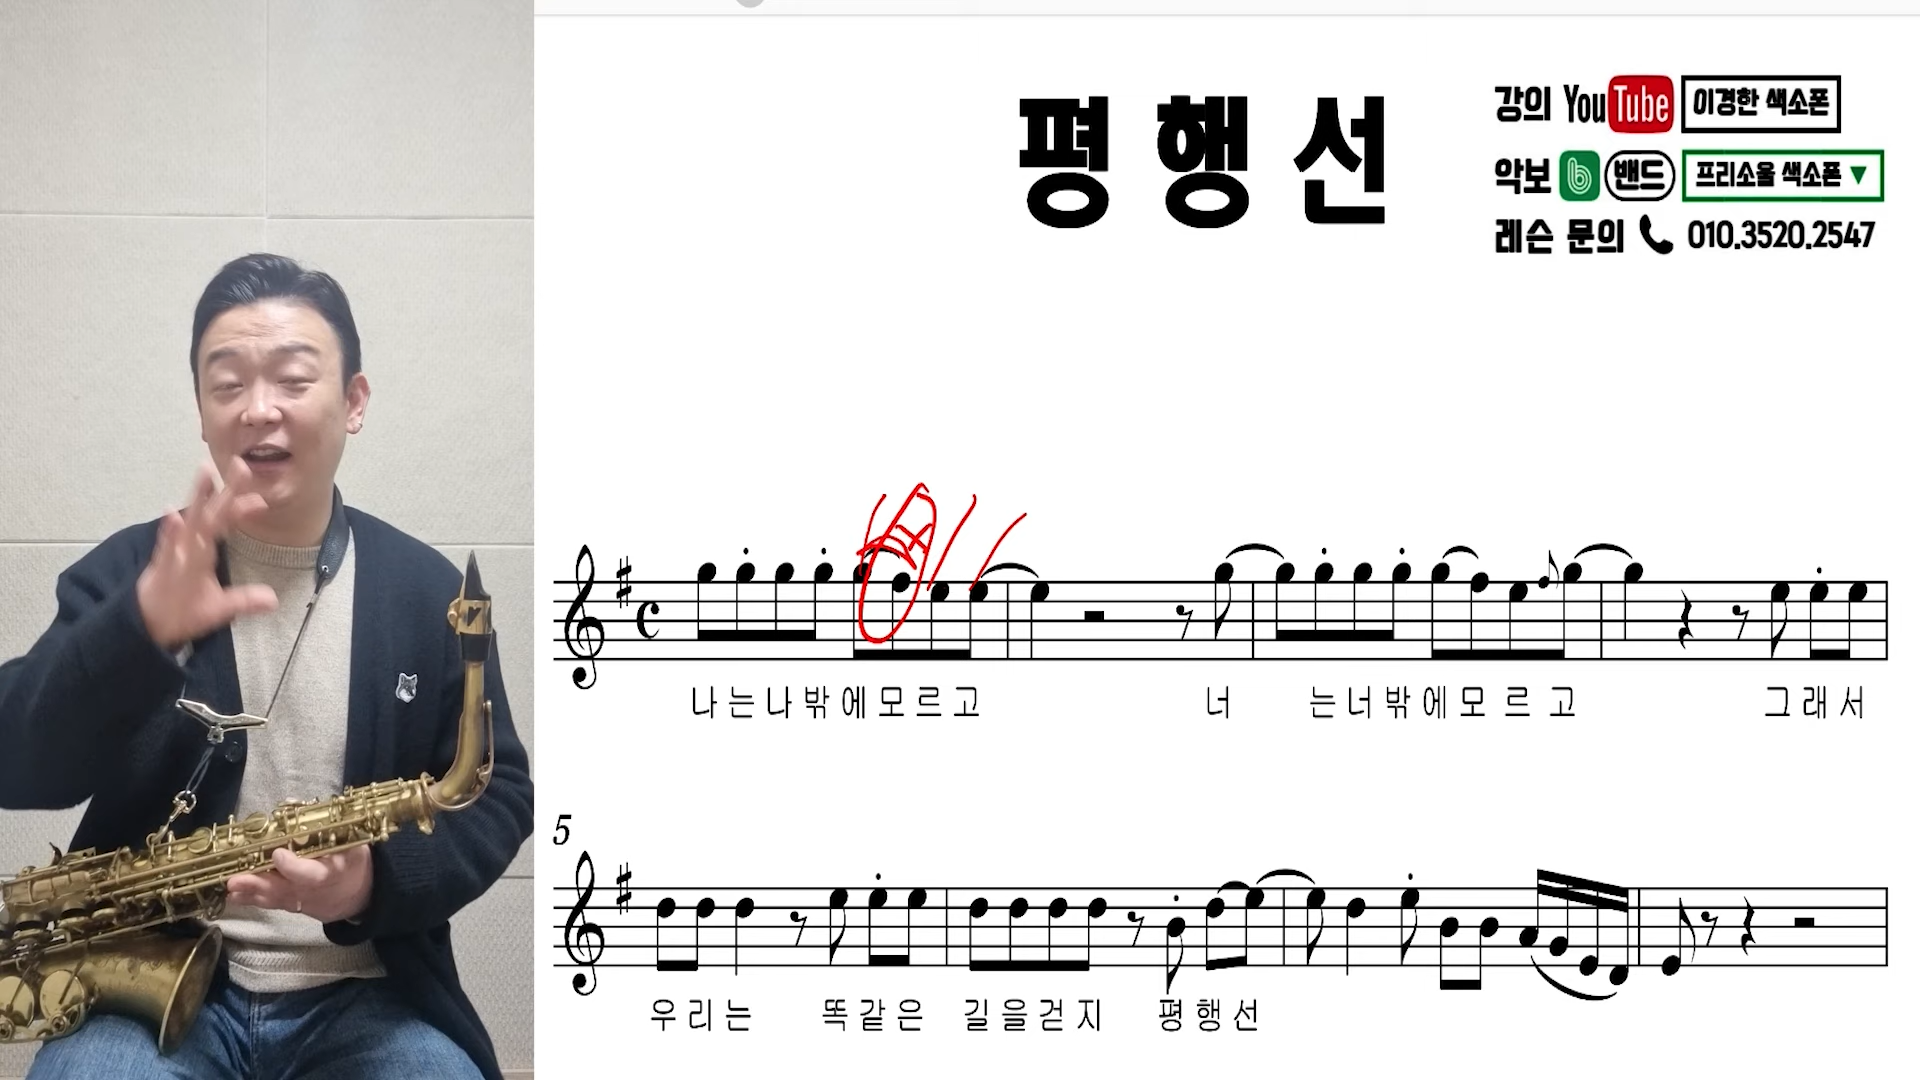 평행선
강의 YouTube 이경한 색소폰
악보 b 밴드 프리소울 색소폰▼
레슨 문의 010.3520.2547
나는나밖에모르고 너 는너밖에모르고 그래서
5
우리는 똑같은 길을걷지 평행선